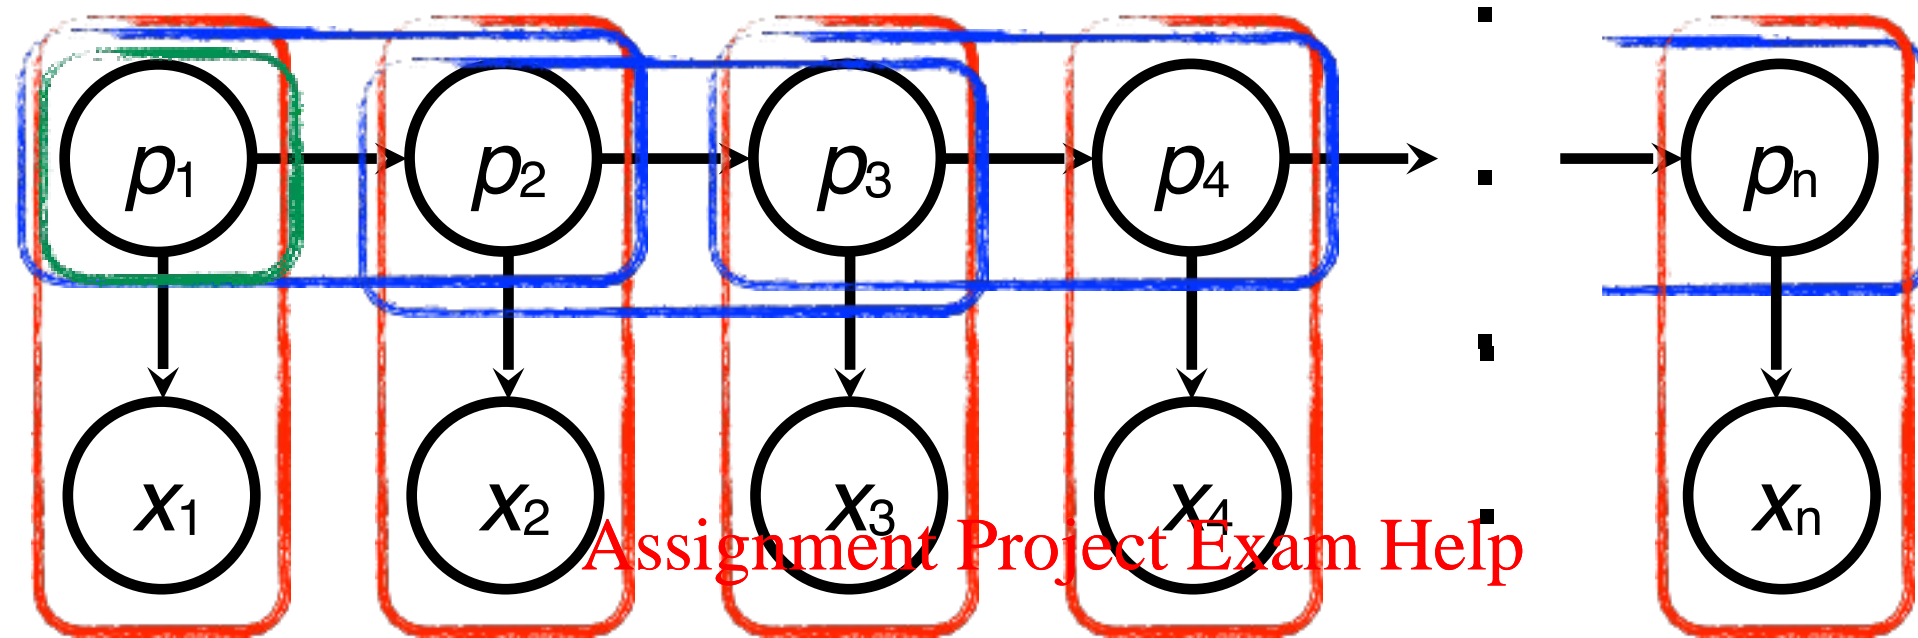 p1 p2 p3 p4 pn
x1 x2 x3 x4 xn
Assignment Project Exam Help